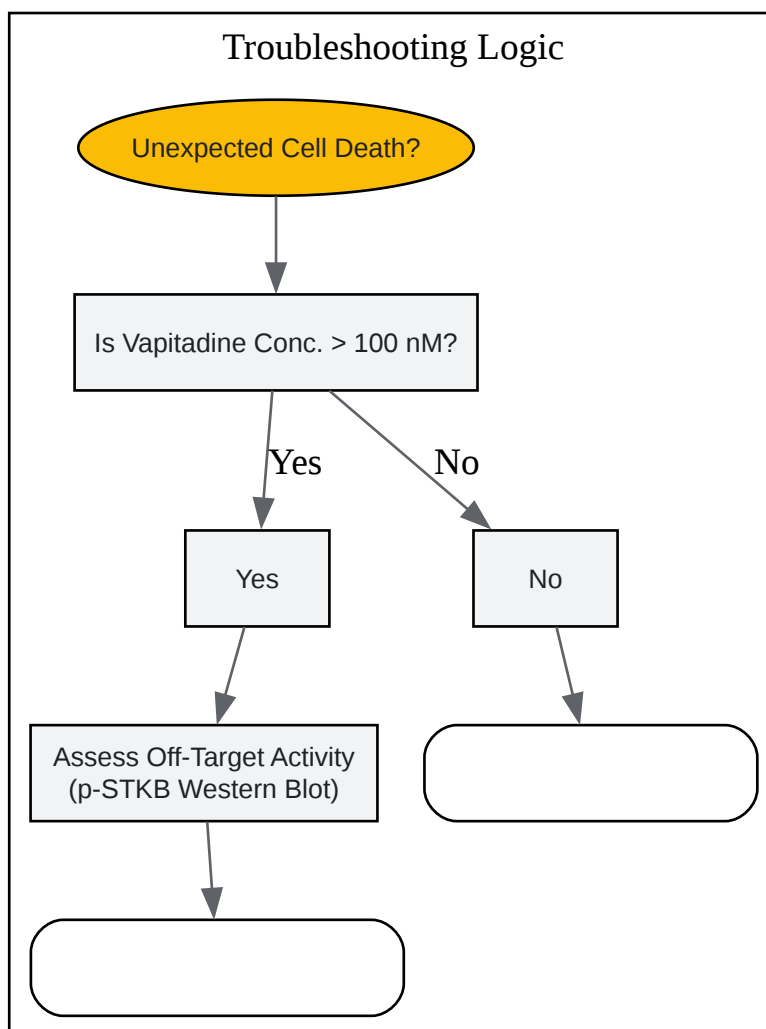 Troubleshooting Logic
Unexpected Cell Death?
Is Vapitadine Conc. > 100 nM?
Yes
No
Yes
No
Assess Off-Target Activity
(p-STKB Western Blot)